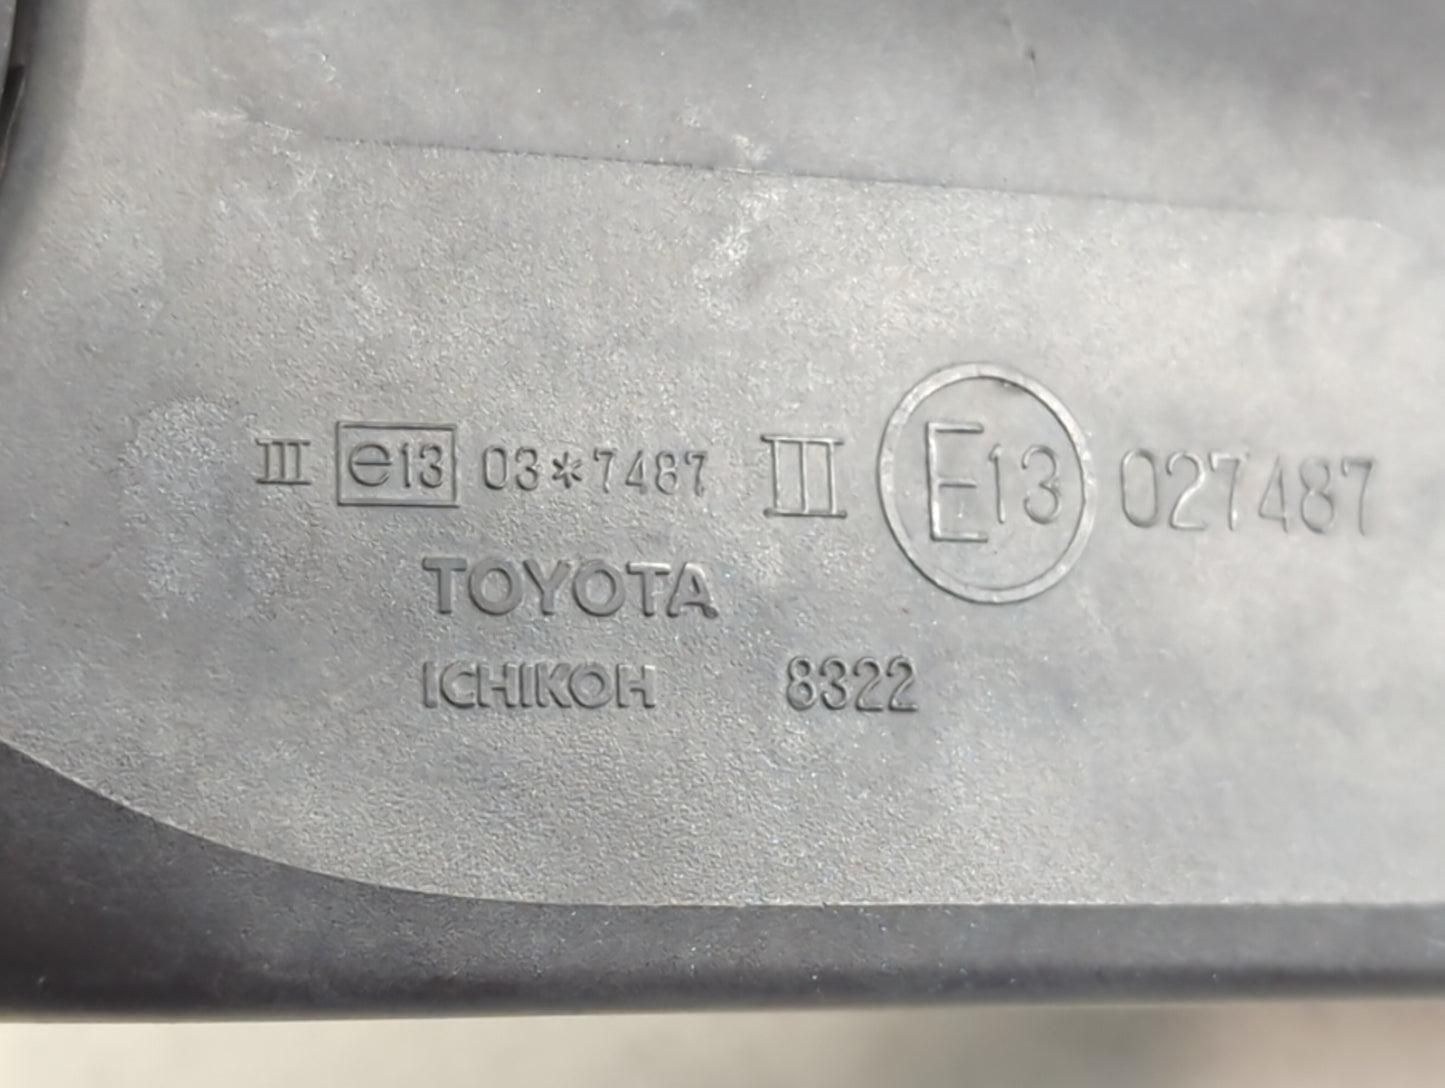 III e13 03*7487 III E13 027487
TOYOTA
ICHIKOH 8322